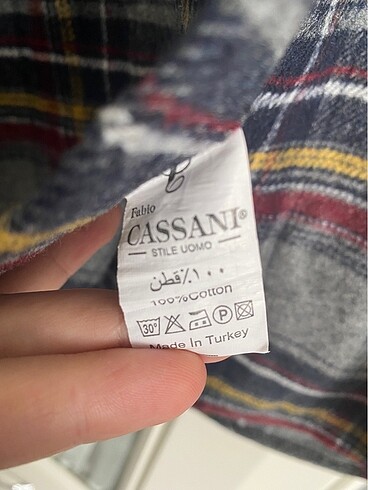 Fabio
CASSANI®
STILE UOMO
١٠٠٪ قطن
100%Cotton
30° P
Made in Turkey